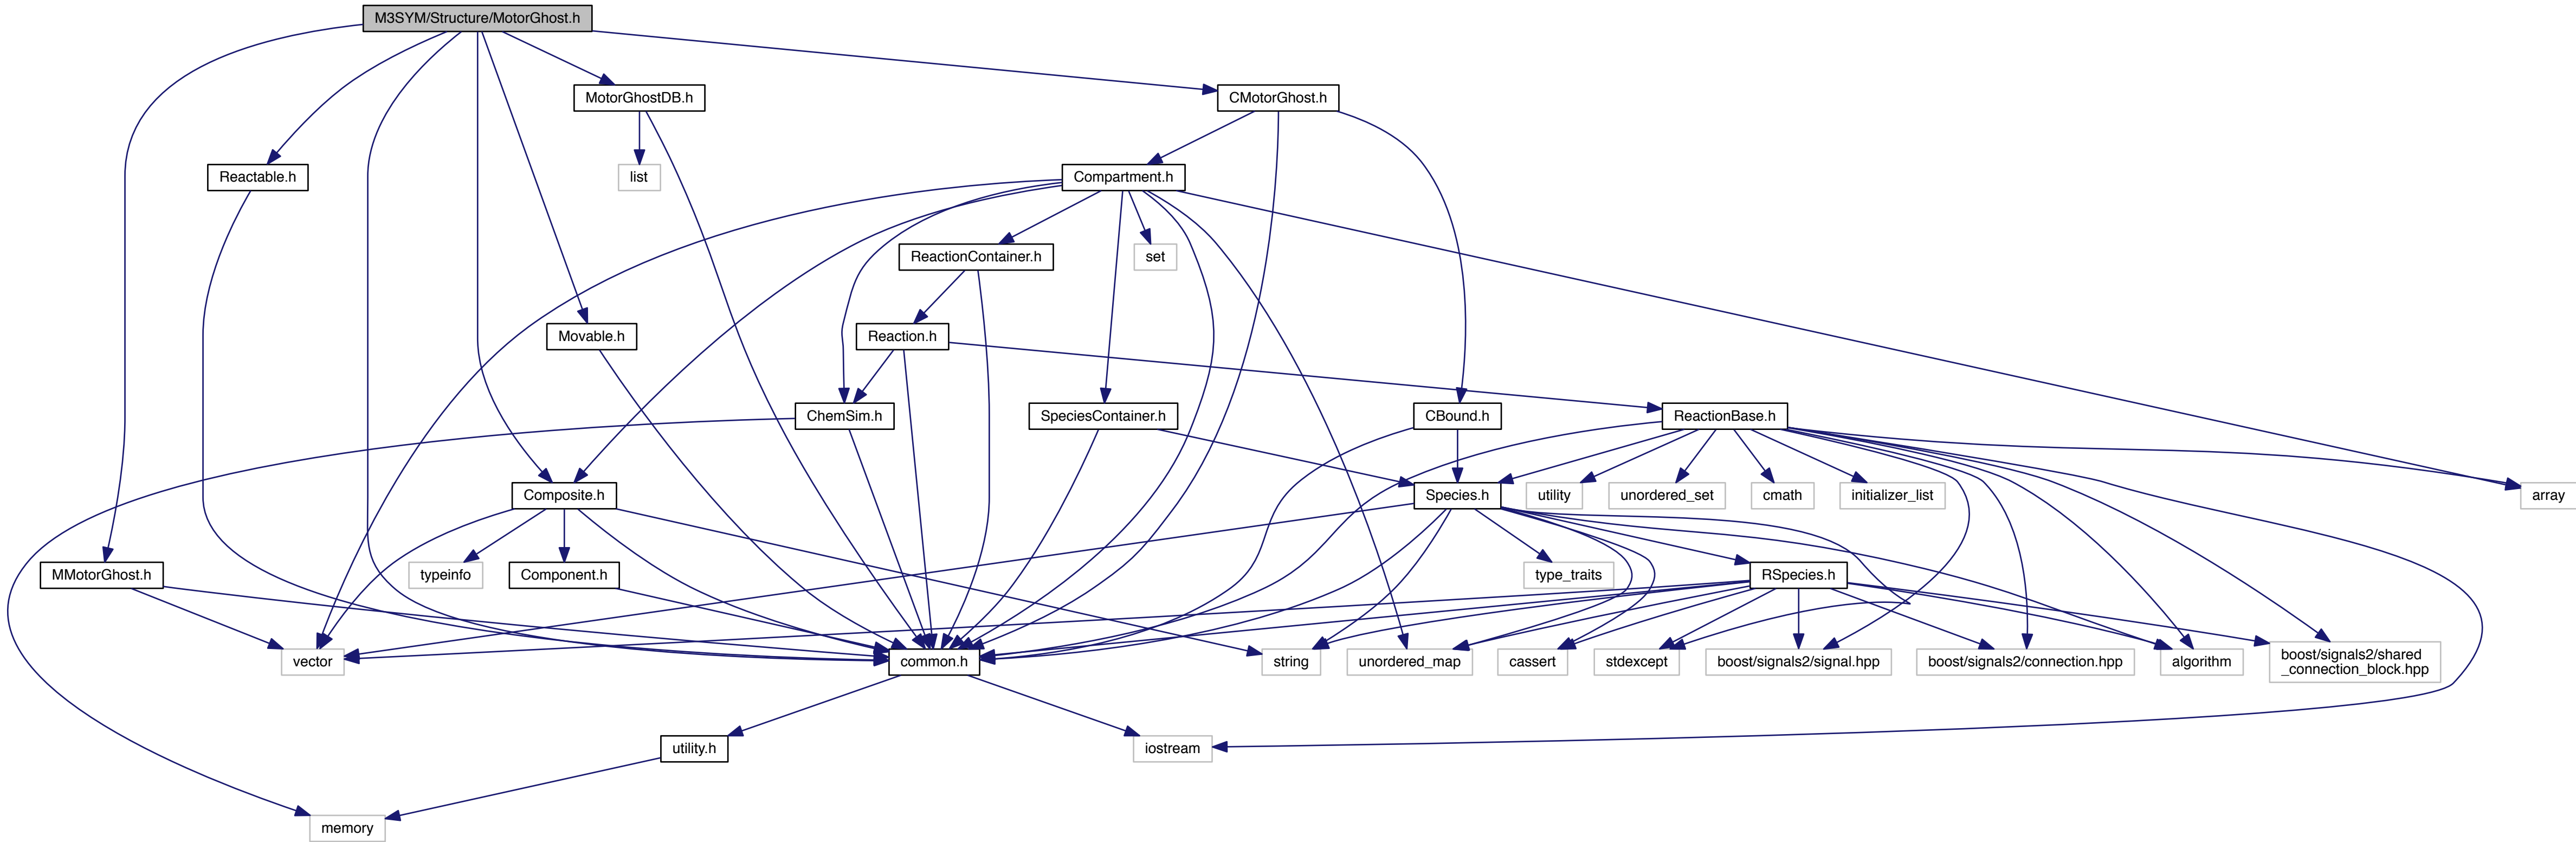 M3SYM/Structure/MotorGhost.h
MotorGhostDB.h
CMotorGhost.h
Reactable.h
list
Compartment.h
ReactionContainer.h
set
Movable.h
Reaction.h
ChemSim.h
SpeciesContainer.h
CBound.h
ReactionBase.h
Composite.h
Species.h
utility
unordered_set
cmath
initializer_list
array
MMotorGhost.h
typeinfo
Component.h
type_traits
RSpecies.h
vector
common.h
string
unordered_map
cassert
stdexcept
boost/signals2/signal.hpp
boost/signals2/connection.hpp
algorithm
boost/signals2/shared
_connection_block.hpp
utility.h
iostream
memory